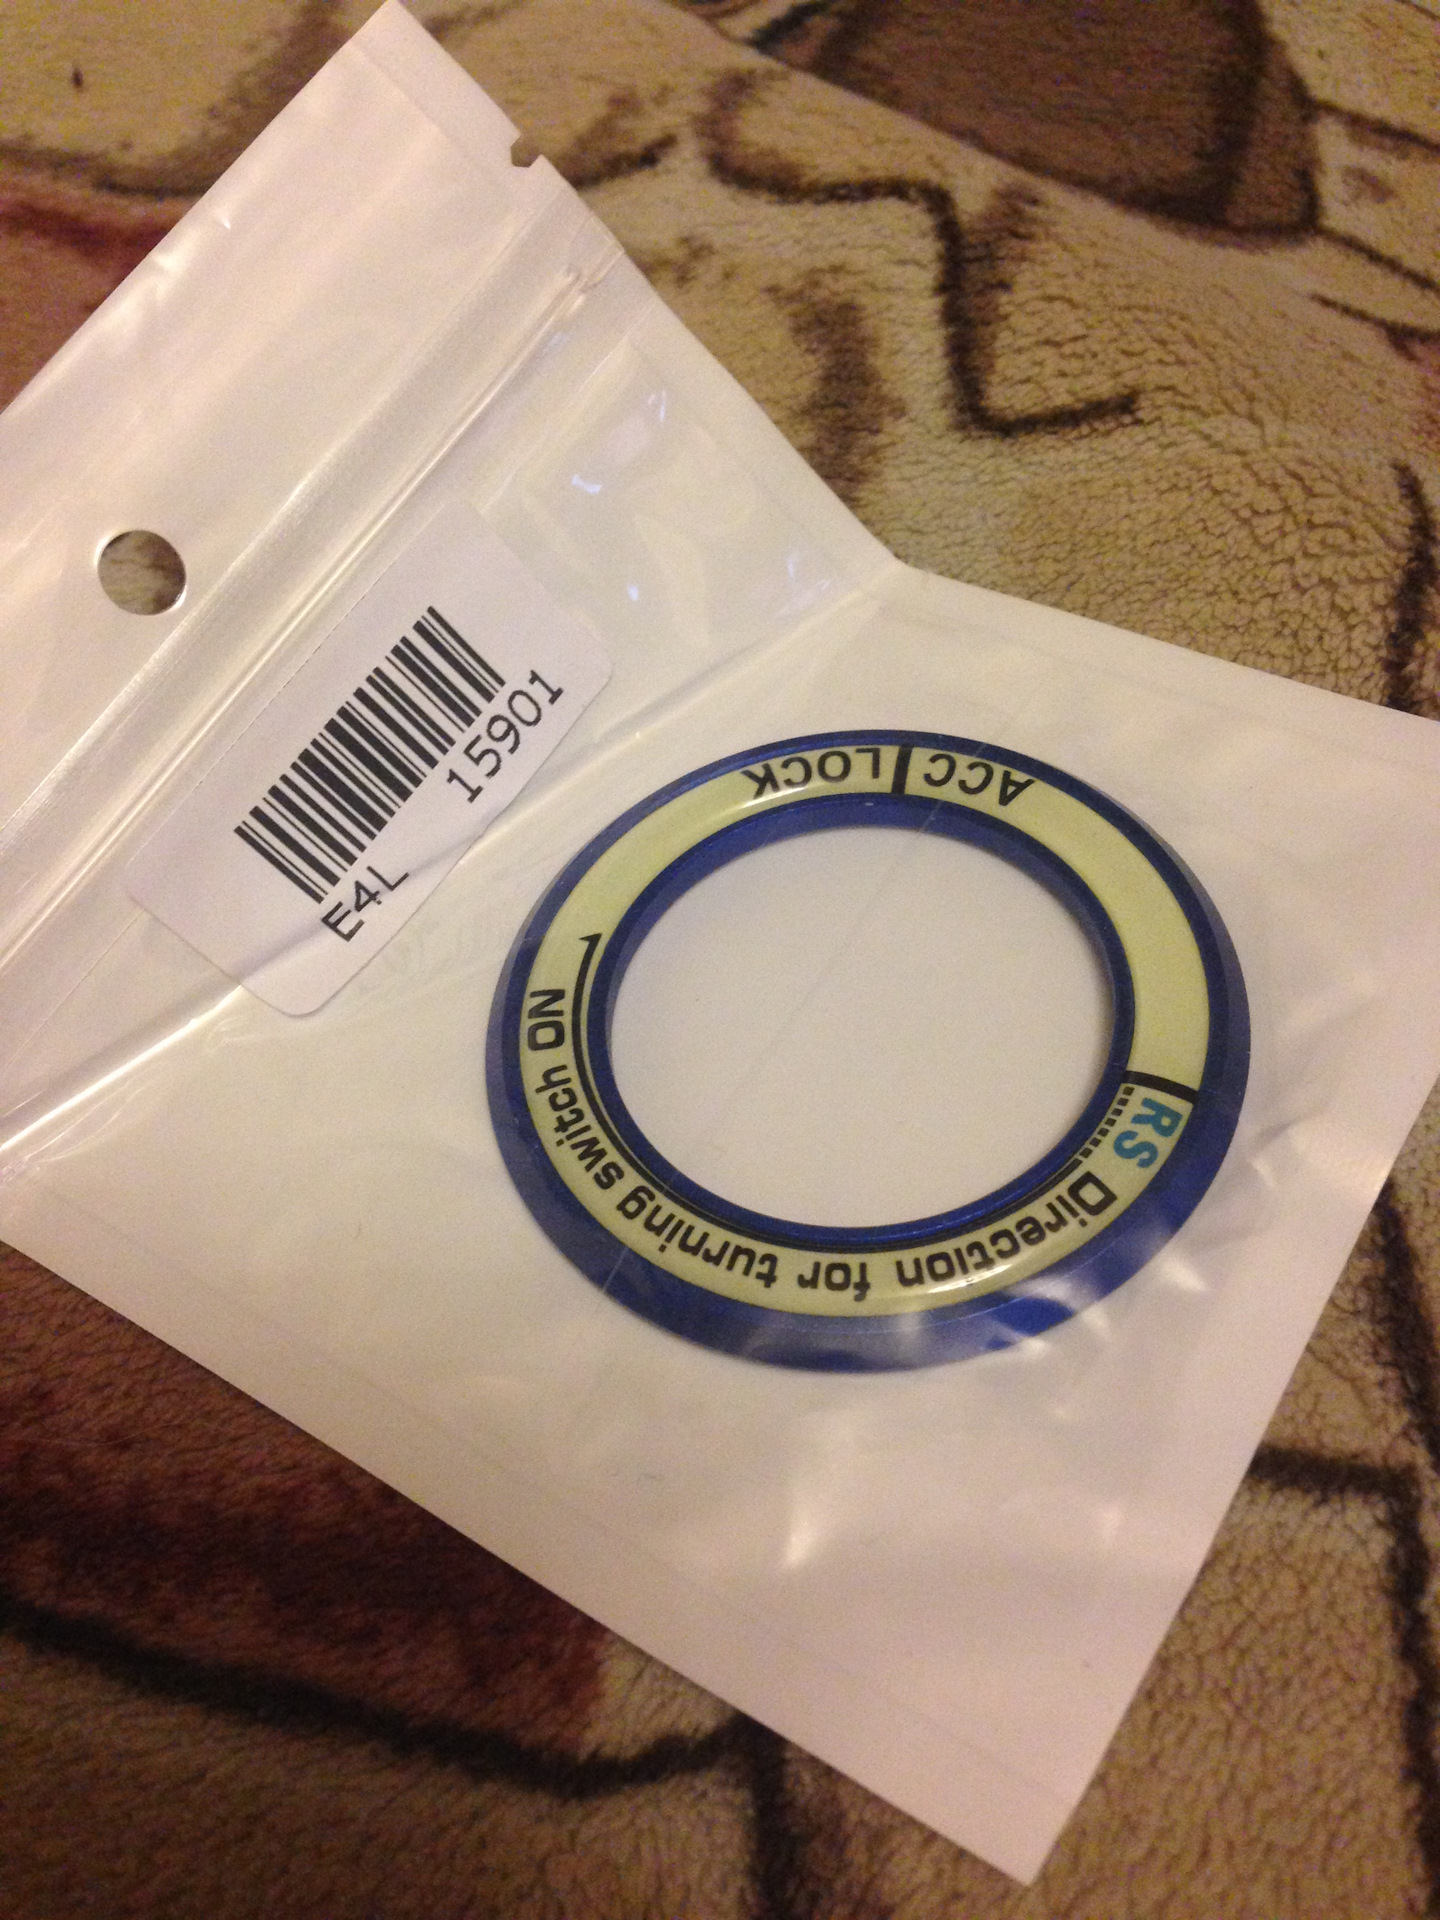 E4L 15901
ACC LOCK
RS Direction for turning switch ON